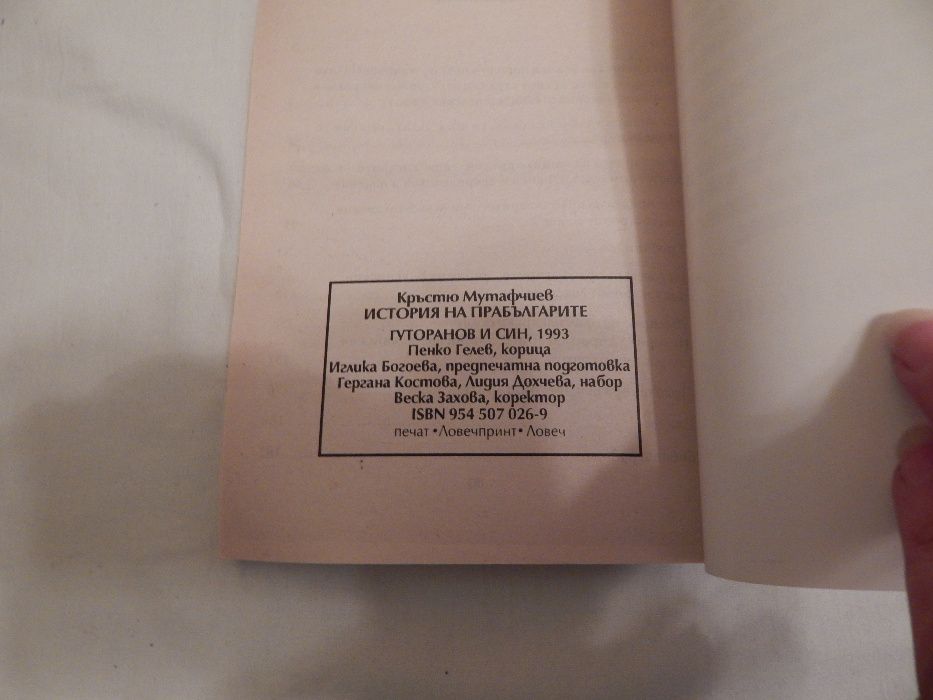 Кръстю Мутафчиев
ИСТОРИЯ НА ПРАБЪЛГАРИТЕ
ГУТОРАНОВ И СИН, 1993
Пенко Гелев, корица
Иглика Богоева, предпечатна подготовка
Гергана Костова, Лидия Дохчева, набор
Веска Захова, коректор
ISBN 954 507 026-9
печат • Ловечпринт • Ловеч